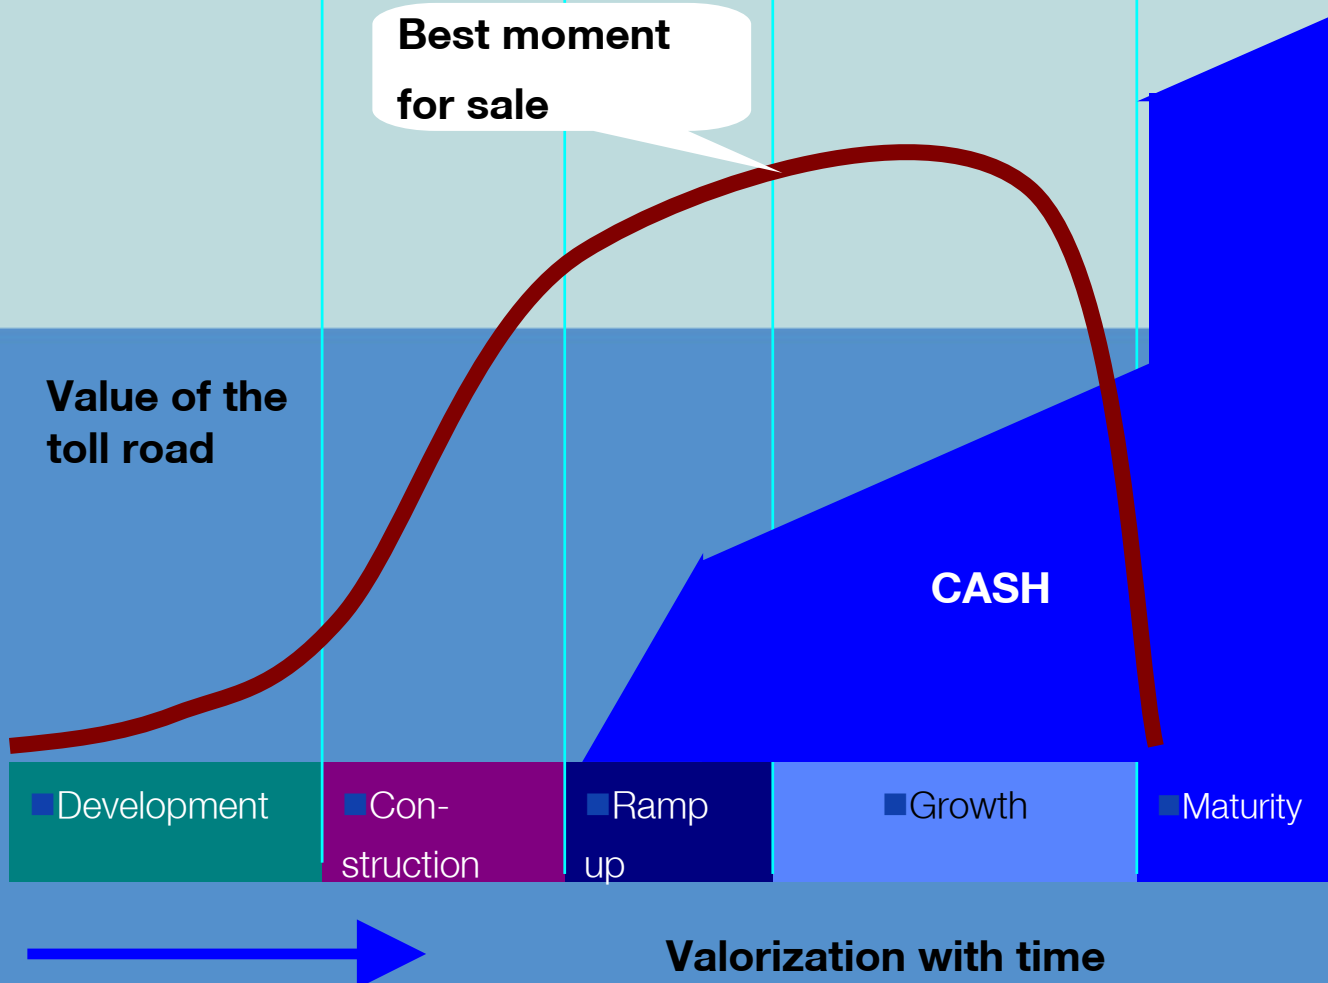 Best moment
for sale
Value of the
toll road
CASH
Development
Con-
struction
Ramp
up
Growth
Maturity
Valorization with time